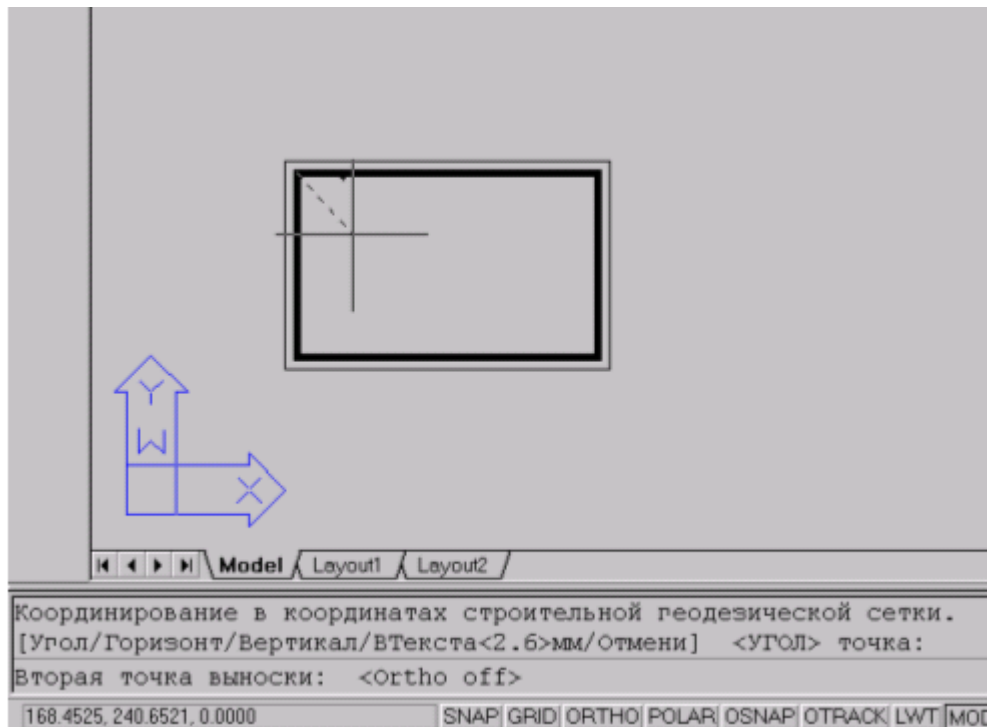 Y
W
X
Model Layout1 Layout2
Координирование в координатах строительной геодезической сетки.
[Угол/Горизонт/Вертикал/ВТекста<2.6>мм/Отмени] <УГОЛ> точка:
Вторая точка выноски: <Ortho off>
168.4525, 240.6521, 0.0000 SNAP GRID ORTHO POLAR OSNAP OTRACK LWT MOD